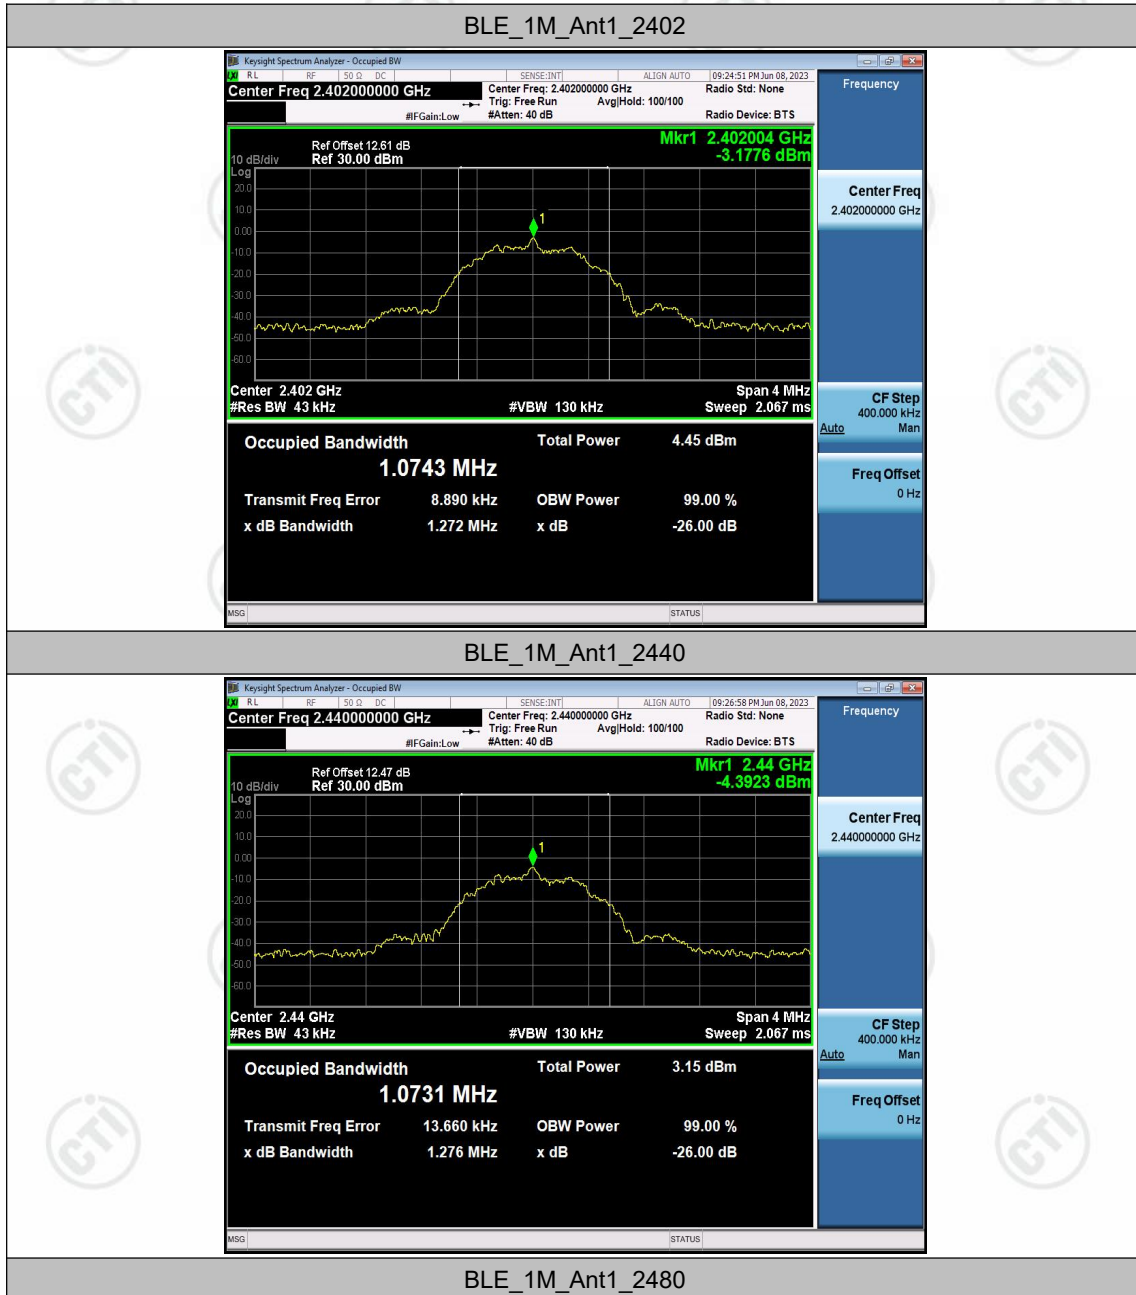 BLE_1M_Ant1_2402
Keysight Spectrum Analyzer - Occupied BW
LXI RL RF 50 Ω DC SENSE:INT ALIGN AUTO 09:24:51 PM Jun 08, 2023
Center Freq 2.402000000 GHz Center Freq: 2.402000000 GHz Radio Std: None
Trig: Free Run Avg|Hold: 100/100
#IFGain:Low #Atten: 40 dB Radio Device: BTS
Mkr1 2.402004 GHz
-3.1776 dBm
Ref Offset 12.61 dB
10 dB/div Ref 30.00 dBm
Log
20.0
10.0
0.00
-10.0
-20.0
-30.0
-40.0
-50.0
-60.0
1
Center 2.402 GHz Span 4 MHz
#Res BW 43 kHz #VBW 130 kHz Sweep 2.067 ms
Occupied Bandwidth Total Power 4.45 dBm
1.0743 MHz
Transmit Freq Error 8.890 kHz OBW Power 99.00 %
x dB Bandwidth 1.272 MHz x dB -26.00 dB
MSG STATUS
Frequency
Center Freq
2.402000000 GHz
CF Step
400.000 kHz
Auto Man
Freq Offset
0 Hz
BLE_1M_Ant1_2440
Keysight Spectrum Analyzer - Occupied BW
LXI RL RF 50 Ω DC SENSE:INT ALIGN AUTO 09:26:58 PM Jun 08, 2023
Center Freq 2.440000000 GHz Center Freq: 2.440000000 GHz Radio Std: None
Trig: Free Run Avg|Hold: 100/100
#IFGain:Low #Atten: 40 dB Radio Device: BTS
Mkr1 2.44 GHz
-4.3923 dBm
Ref Offset 12.47 dB
10 dB/div Ref 30.00 dBm
Log
20.0
10.0
0.00
-10.0
-20.0
-30.0
-40.0
-50.0
-60.0
1
Center 2.44 GHz Span 4 MHz
#Res BW 43 kHz #VBW 130 kHz Sweep 2.067 ms
Occupied Bandwidth Total Power 3.15 dBm
1.0731 MHz
Transmit Freq Error 13.660 kHz OBW Power 99.00 %
x dB Bandwidth 1.276 MHz x dB -26.00 dB
MSG STATUS
Frequency
Center Freq
2.440000000 GHz
CF Step
400.000 kHz
Auto Man
Freq Offset
0 Hz
BLE_1M_Ant1_2480
CTI
CTI
CTI
CTI
CTI
CTI